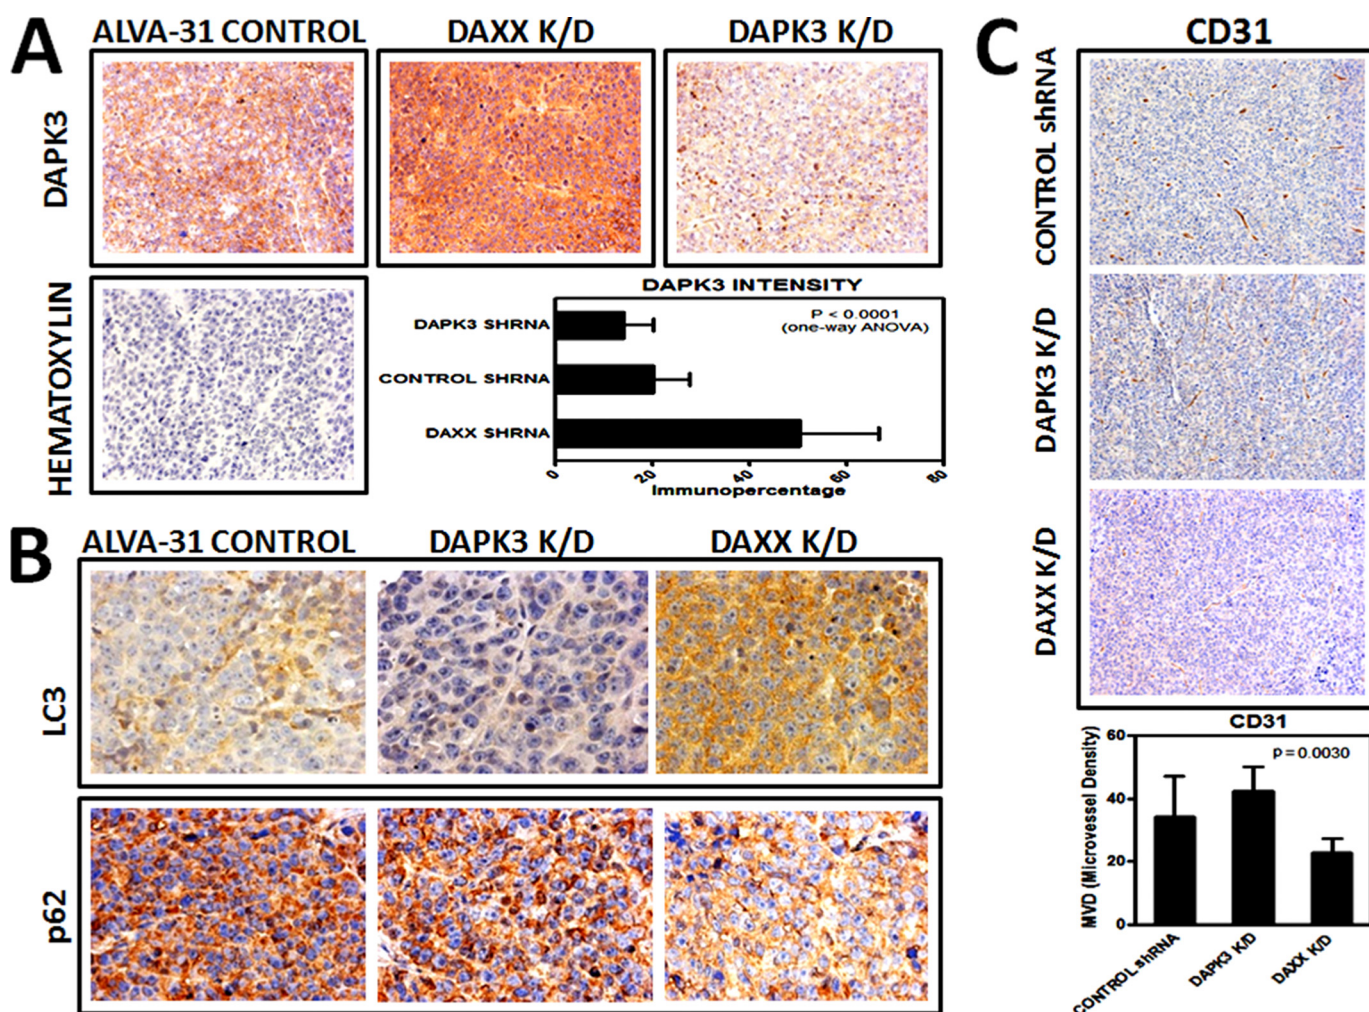 A
ALVA-31 CONTROL
DAXX K/D
DAPK3 K/D
DAPK3
HEMATOXYLIN
DAPK3 INTENSITY
P < 0.0001
(one-way ANOVA)
DAPK3 SHRNA
CONTROL SHRNA
DAXX SHRNA
0
20
40
60
80
Immunopercentage
B
ALVA-31 CONTROL
DAPK3 K/D
DAXX K/D
LC3
p62
C
CD31
CONTROL shRNA
DAPK3 K/D
DAXX K/D
CD31
p = 0.0030
MVD (Microvessel Density)
60
40
20
0
CONTROL shRNA
DAPK3 K/D
DAXX K/D